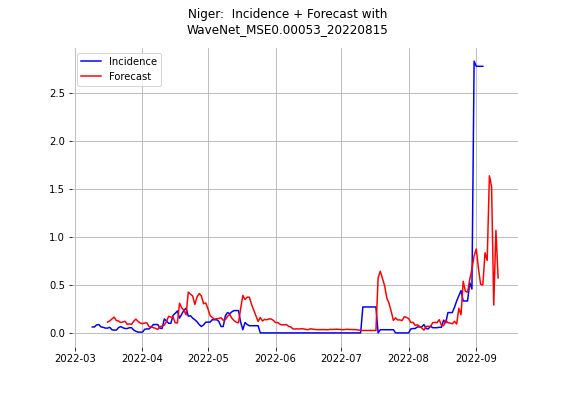 Niger:  Incidence + Forecast with
WaveNet_MSE0.00053_20220815
Incidence
Forecast
2.5
2.0
1.5
1.0
0.5
0.0
2022-03 2022-04 2022-05 2022-06 2022-07 2022-08 2022-09